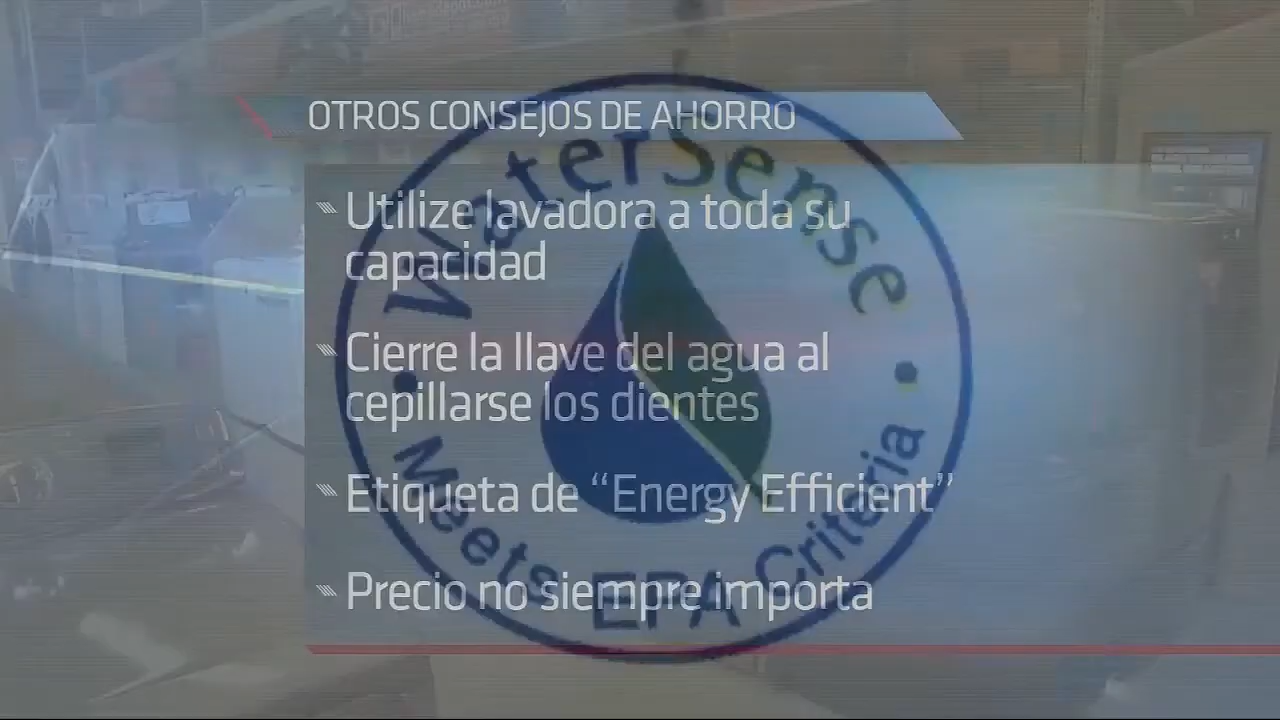 OTROS CONSEJOS DE AHORRO
Utilize lavadora a toda su
capacidad
Cierre la llave del agua al
cepillarse los dientes
Etiqueta de “Energy Efficient”
Precio no siempre importa
WaterSense
Meets EPA Criteria